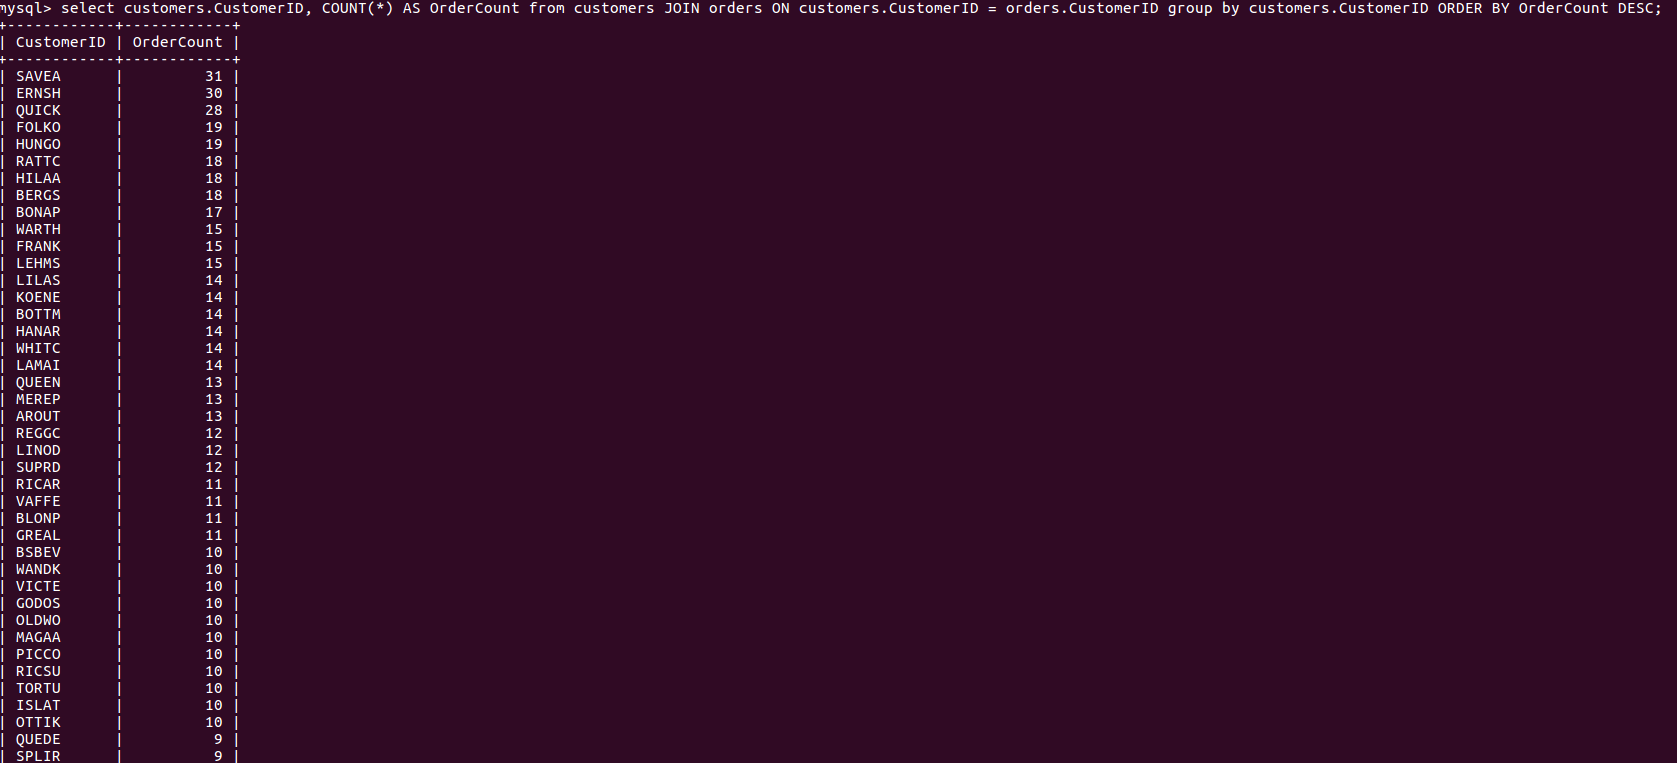 mysql> select customers.CustomerID, COUNT(*) AS OrderCount from customers JOIN orders ON customers.CustomerID = orders.CustomerID group by customers.CustomerID ORDER BY OrderCount DESC;
+------------+------------+
| CustomerID | OrderCount |
+------------+------------+
| SAVEA      |         31 |
| ERNSH      |         30 |
| QUICK      |         28 |
| FOLKO      |         19 |
| HUNGO      |         19 |
| RATTC      |         18 |
| HILAA      |         18 |
| BERGS      |         18 |
| BONAP      |         17 |
| WARTH      |         15 |
| FRANK      |         15 |
| LEHMS      |         15 |
| LILAS      |         14 |
| KOENE      |         14 |
| BOTTM      |         14 |
| HANAR      |         14 |
| WHITC      |         14 |
| LAMAI      |         14 |
| QUEEN      |         13 |
| MEREP      |         13 |
| AROUT      |         13 |
| REGGC      |         12 |
| LINOD      |         12 |
| SUPRD      |         12 |
| RICAR      |         11 |
| VAFFE      |         11 |
| BLONP      |         11 |
| GREAL      |         11 |
| BSBEV      |         10 |
| WANDK      |         10 |
| VICTE      |         10 |
| GODOS      |         10 |
| OLDWO      |         10 |
| MAGAA      |         10 |
| PICCO      |         10 |
| RICSU      |         10 |
| TORTU      |         10 |
| ISLAT      |         10 |
| OTTIK      |         10 |
| QUEDE      |          9 |
| SPLIR      |          9 |